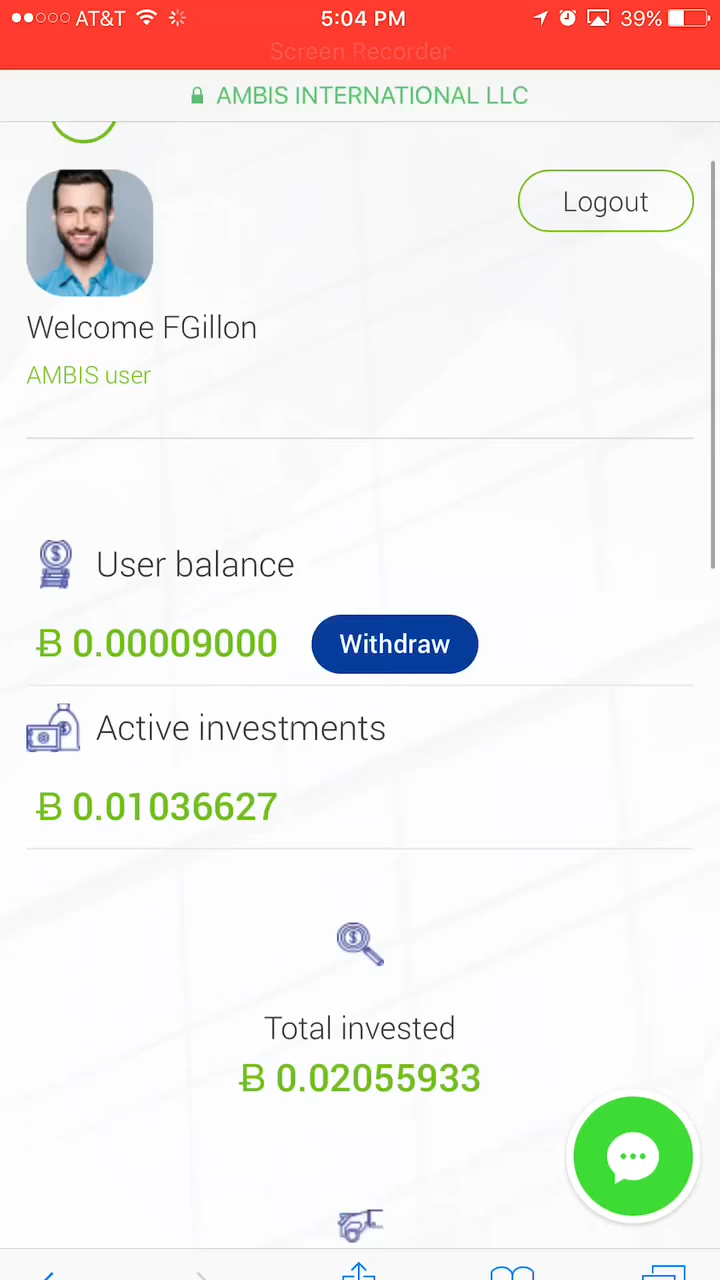 AT&T 5:04 PM 39%
Screen Recorder
AMBIS INTERNATIONAL LLC
Logout
Welcome FGillon
AMBIS user
User balance
Ƀ 0.00009000 Withdraw
Active investments
Ƀ 0.01036627
Total invested
Ƀ 0.02055933